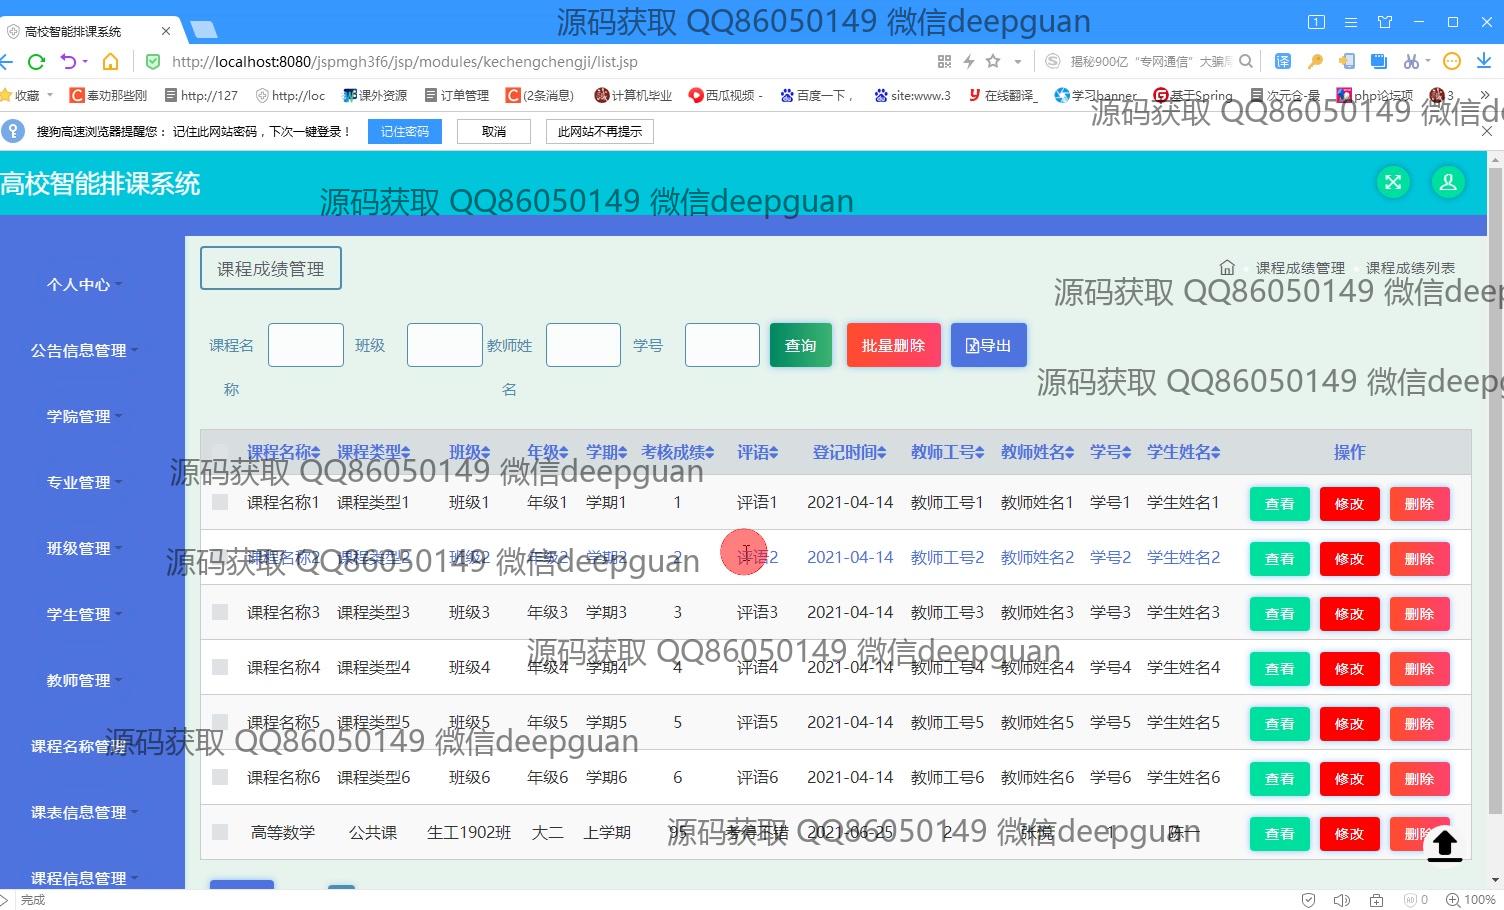 高校智能排课系统
源码获取 QQ86050149 微信deepguan
http://localhost:8080/jspmgh3f6/jsp/modules/kechengchengji/list.jsp
揭秘900亿 “专网通信” 大骗局
收藏 奉劝那些刚 http://127 http://loc 课外资源 订单管理 (2条消息) 计算机毕业 西瓜视频 - 百度一下, site:www.3 在线翻译_ 学习banner 基于Spring 次元仓-最 php论坛项 3
源码获取 QQ86050149 微信de
搜狗高速浏览器提醒您： 记住此网站密码，下次一键登录！ 记住密码 取消 此网站不再提示
高校智能排课系统
源码获取 QQ86050149 微信deepguan
个人中心
公告信息管理
学院管理
专业管理
班级管理
学生管理
教师管理
课程名称管理
课表信息管理
课程信息管理
课程成绩管理
课程成绩管理 课程成绩列表
源码获取 QQ86050149 微信deep
课程名称 班级 教师姓名 学号 查询 批量删除 导出
源码获取 QQ86050149 微信deepg
课程名称 课程类型 班级 年级 学期 考核成绩 评语 登记时间 教师工号 教师姓名 学号 学生姓名 操作
源码获取 QQ86050149 微信deepguan
课程名称1 课程类型1 班级1 年级1 学期1 1 评语1 2021-04-14 教师工号1 教师姓名1 学号1 学生姓名1 查看 修改 删除
课程名称2 课程类型2 班级2 年级2 学期2 2 评语2 2021-04-14 教师工号2 教师姓名2 学号2 学生姓名2 查看 修改 删除
源码获取 QQ86050149 微信deepguan
课程名称3 课程类型3 班级3 年级3 学期3 3 评语3 2021-04-14 教师工号3 教师姓名3 学号3 学生姓名3 查看 修改 删除
源码获取 QQ86050149 微信deepguan
课程名称4 课程类型4 班级4 年级4 学期4 4 评语4 2021-04-14 教师工号4 教师姓名4 学号4 学生姓名4 查看 修改 删除
课程名称5 课程类型5 班级5 年级5 学期5 5 评语5 2021-04-14 教师工号5 教师姓名5 学号5 学生姓名5 查看 修改 删除
源码获取 QQ86050149 微信deepguan
课程名称6 课程类型6 班级6 年级6 学期6 6 评语6 2021-04-14 教师工号6 教师姓名6 学号6 学生姓名6 查看 修改 删除
高等数学 公共课 生工1902班 大二 上学期 95 考得不错 2021-06-25 2 1 陈一 查看 修改 删除
源码获取 QQ86050149 微信deepguan
完成 0 100%